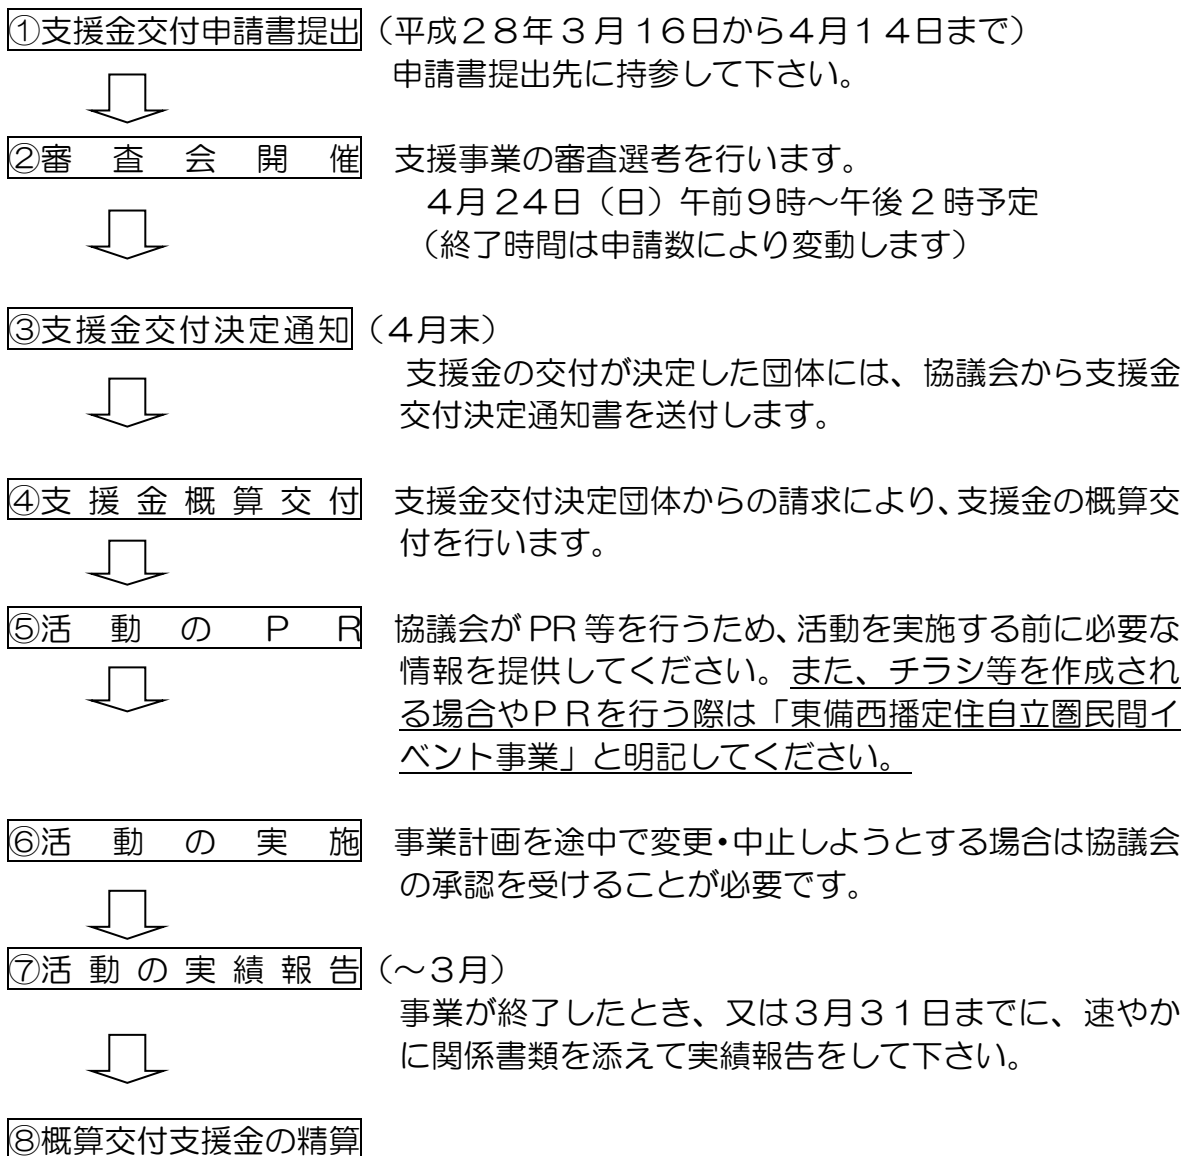 ①支援金交付申請書提出（平成２８年３月１６日から４月１４日まで）
申請書提出先に持参して下さい。
②審査会開催 支援事業の審査選考を行います。
４月２４日（日）午前９時～午後２時予定
（終了時間は申請数により変動します）
③支援金交付決定通知（４月末）
支援金の交付が決定した団体には、協議会から支援金
交付決定通知書を送付します。
④支援金概算交付 支援金交付決定団体からの請求により、支援金の概算交
付を行います。
⑤活動のＰＲ 協議会がPR等を行うため、活動を実施する前に必要な
情報を提供してください。また、チラシ等を作成され
る場合やＰＲを行う際は「東備西播定住自立圏民間イ
ベント事業」と明記してください。
⑥活動の実施 事業計画を途中で変更・中止しようとする場合は協議会
の承認を受けることが必要です。
⑦活動の実績報告（～３月）
事業が終了したとき、又は３月３１日までに、速やか
に関係書類を添えて実績報告をして下さい。
⑧概算交付支援金の精算